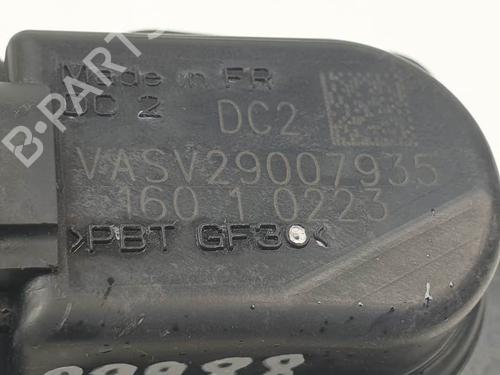 Made in FR
DC 2
DC2
VASV29007935
160 1 0223
>PBT GF30<
B-PARTS